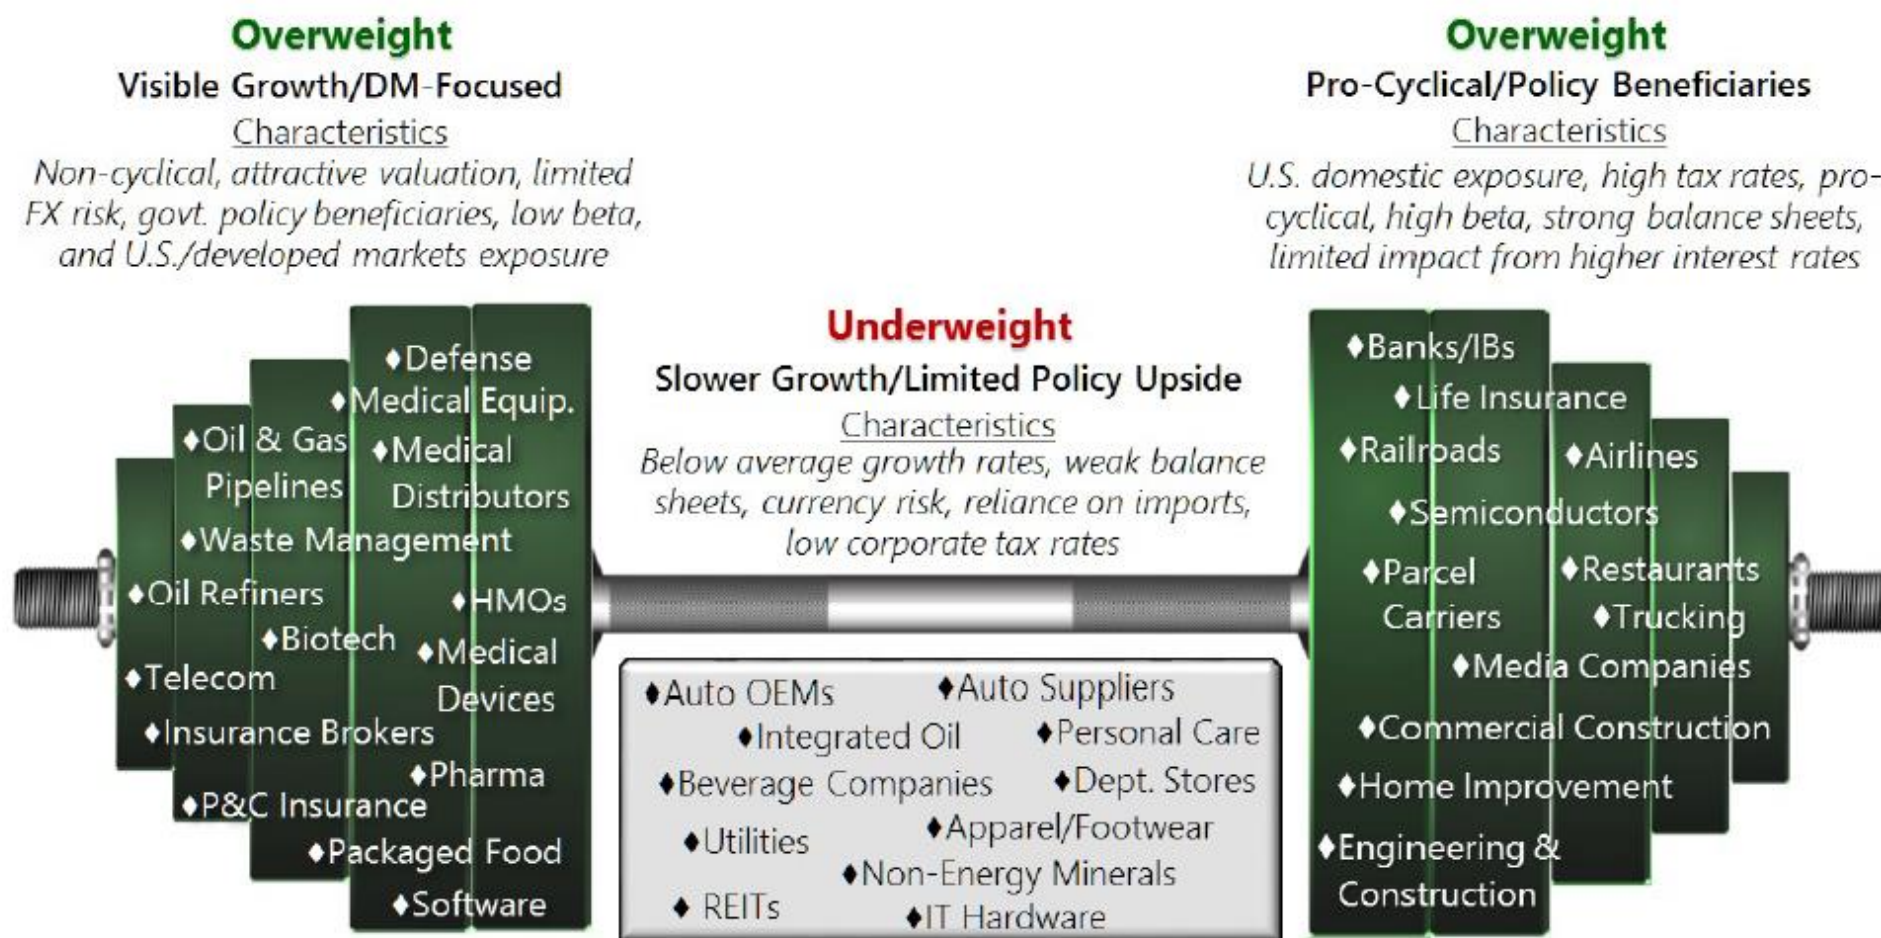 Overweight
Visible Growth/DM-Focused
Characteristics
Non-cyclical, attractive valuation, limited
FX risk, govt. policy beneficiaries, low beta,
and U.S./developed markets exposure
♦Defense
♦Medical Equip.
♦Oil & Gas
Pipelines
♦Medical
Distributors
♦Waste Management
♦Oil Refiners
♦HMOs
♦Biotech
♦Medical
Devices
♦Telecom
♦Insurance Brokers
♦Pharma
♦P&C Insurance
♦Packaged Food
♦Software
Underweight
Slower Growth/Limited Policy Upside
Characteristics
Below average growth rates, weak balance
sheets, currency risk, reliance on imports,
low corporate tax rates
♦Auto OEMs
♦Auto Suppliers
♦Integrated Oil
♦Personal Care
♦Beverage Companies
♦Dept. Stores
♦Utilities
♦Apparel/Footwear
♦Non-Energy Minerals
♦ REITs
♦IT Hardware
Overweight
Pro-Cyclical/Policy Beneficiaries
Characteristics
U.S. domestic exposure, high tax rates, pro-
cyclical, high beta, strong balance sheets,
limited impact from higher interest rates
♦Banks/IBs
♦Life Insurance
♦Railroads
♦Airlines
♦Semiconductors
♦Parcel
Carriers
♦Restaurants
♦Trucking
♦Media Companies
♦Commercial Construction
♦Home Improvement
♦Engineering &
Construction